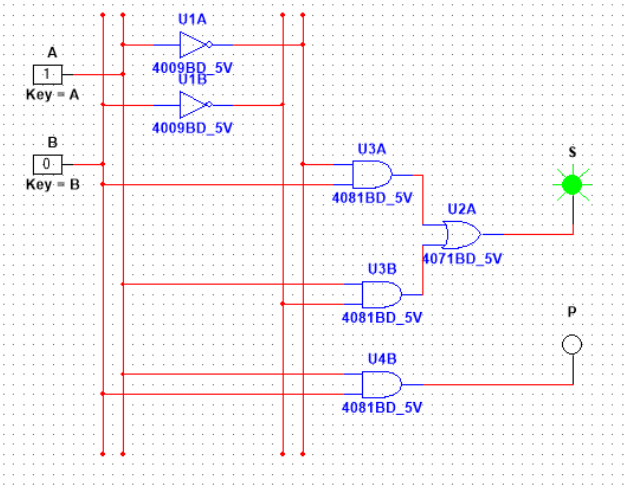 U1A
4009BD_5V
A
1
Key = A
U1B
4009BD_5V
B
0
Key = B
U3A
4081BD_5V
S
U2A
4071BD_5V
U3B
4081BD_5V
P
U4B
4081BD_5V